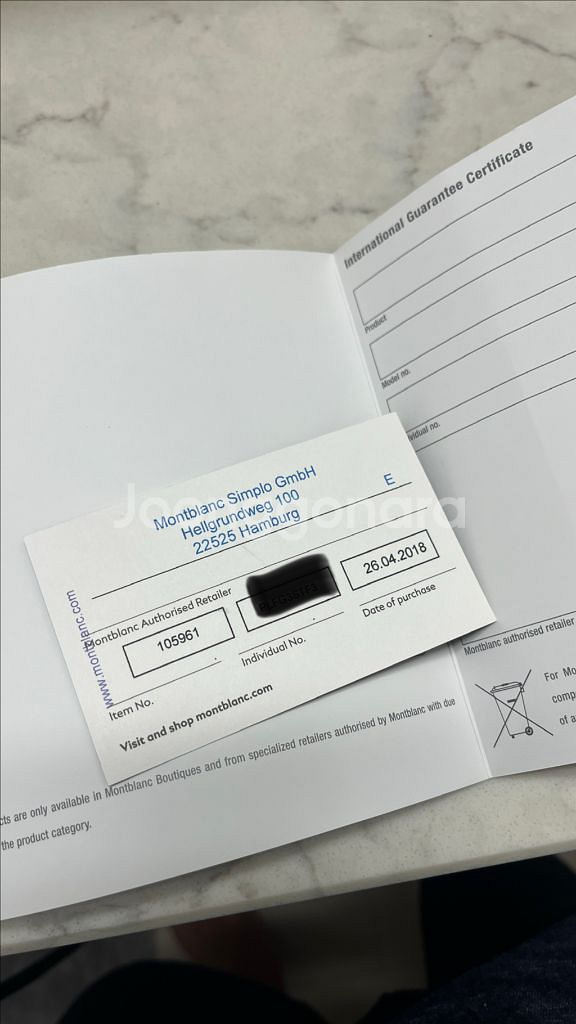 International Guarantee Certificate
Product
Model no.
Individual no.
Montblanc Simplo GmbH
Hellgrundweg 100
22525 Hamburg
E
Joonggonara
www.montblanc.com
Montblanc Authorised Retailer
105961
26.04.2018
Item No.
Individual No.
Date of purchase
Visit and shop montblanc.com
Montblanc authorised retailer
For Mo
comp
of a
cts are only available in Montblanc Boutiques and from specialized retailers authorised by Montblanc with due
the product category.